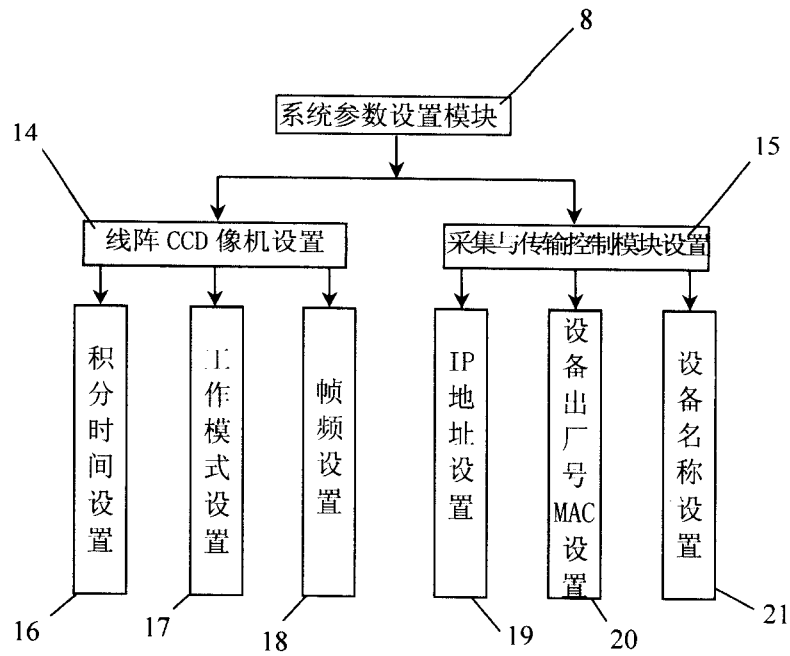 8
系统参数设置模块
14
15
线阵 CCD 像机设置
采集与传输控制模块设置
积分时间设置
工作模式设置
帧频设置
IP地址设置
设备出厂号MAC设置
设备名称设置
16
17
18
19
20
21